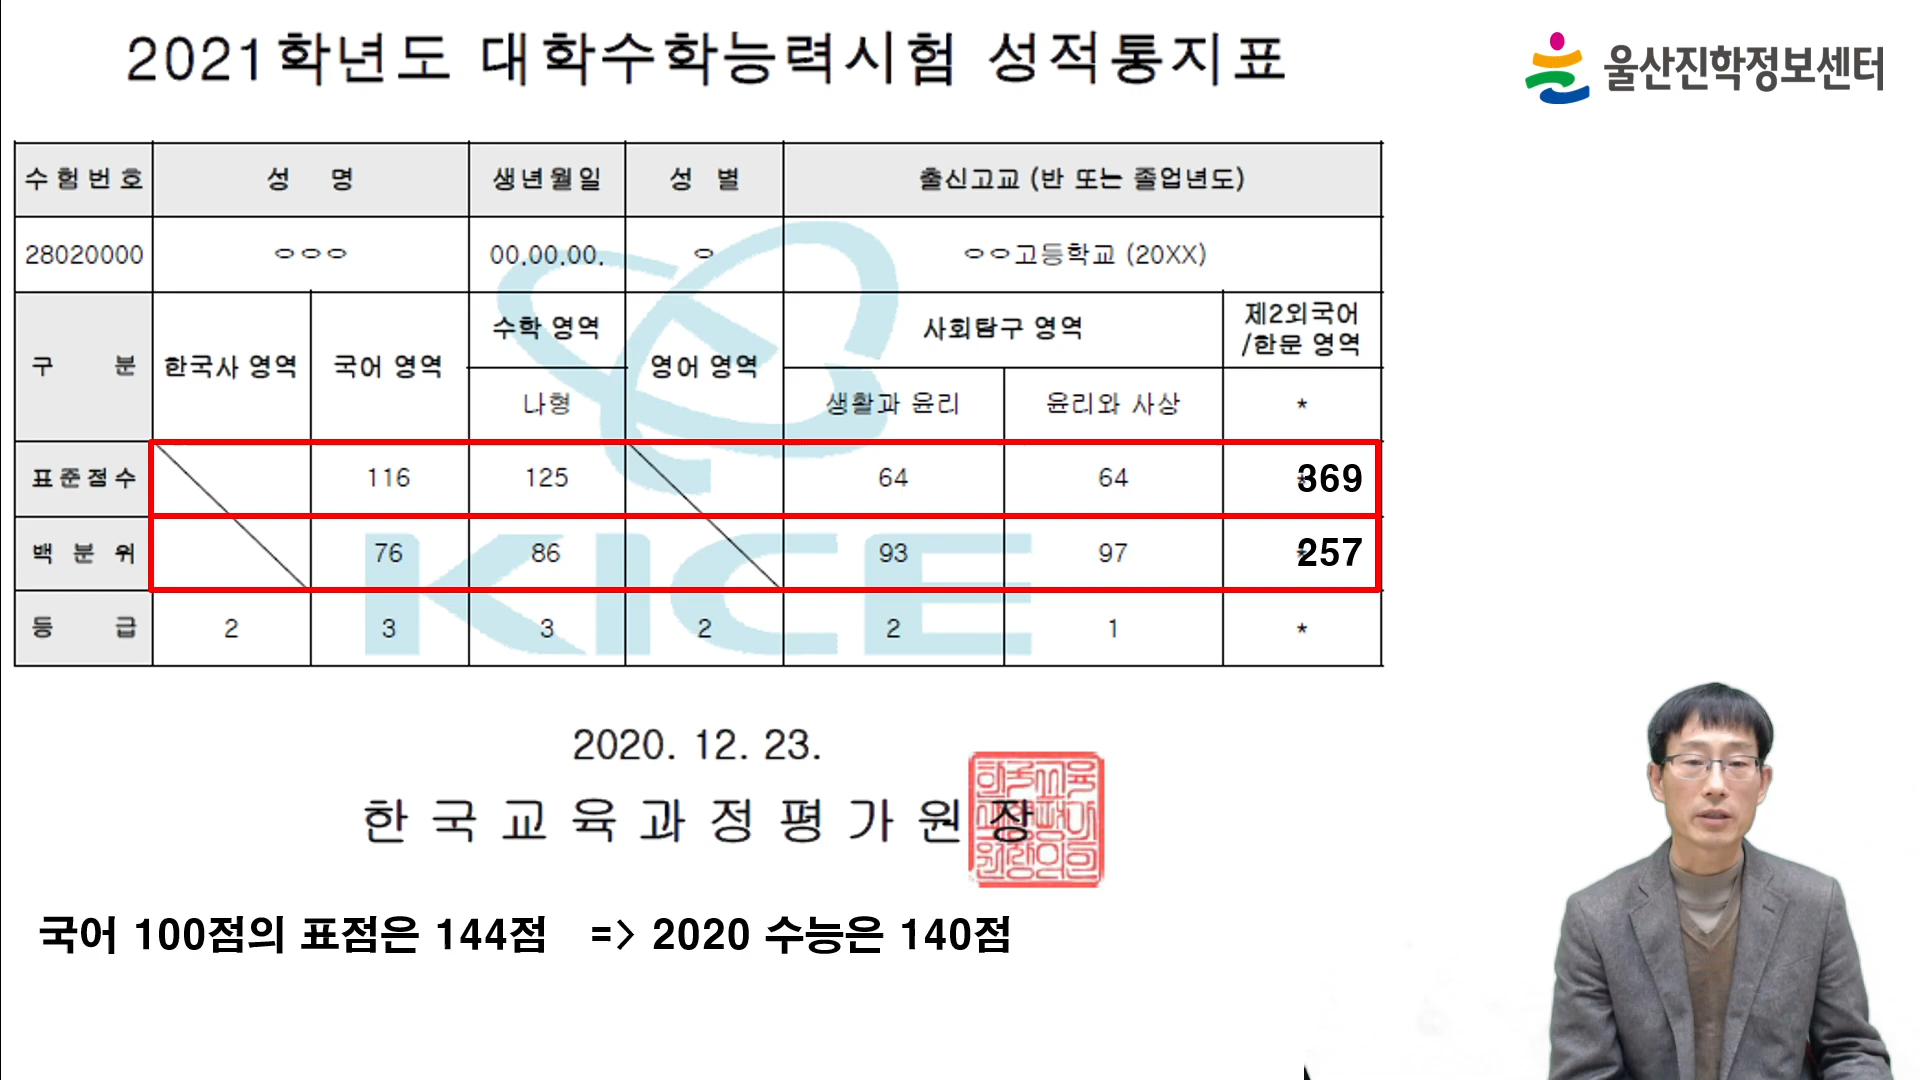 2021학년도 대학수학능력시험 성적통지표
울산진학정보센터
수험번호 성 명 생년월일 성 별 출신고교 (반 또는 졸업년도)
28020000 ㅇㅇㅇ 00.00.00. ㅇ ㅇㅇ고등학교 (20XX)
구 분 한국사 영역 국어 영역 수학 영역 영어 영역 사회탐구 영역 제2외국어
/한문 영역
나형 생활과 윤리 윤리와 사상 *
표준점수 116 125 64 64 369
백 분 위 76 86 93 97 257
등 급 2 3 3 2 2 1 *
KICE
2020. 12. 23.
한국교육과정평가원장
국어 100점의 표점은 144점 => 2020 수능은 140점